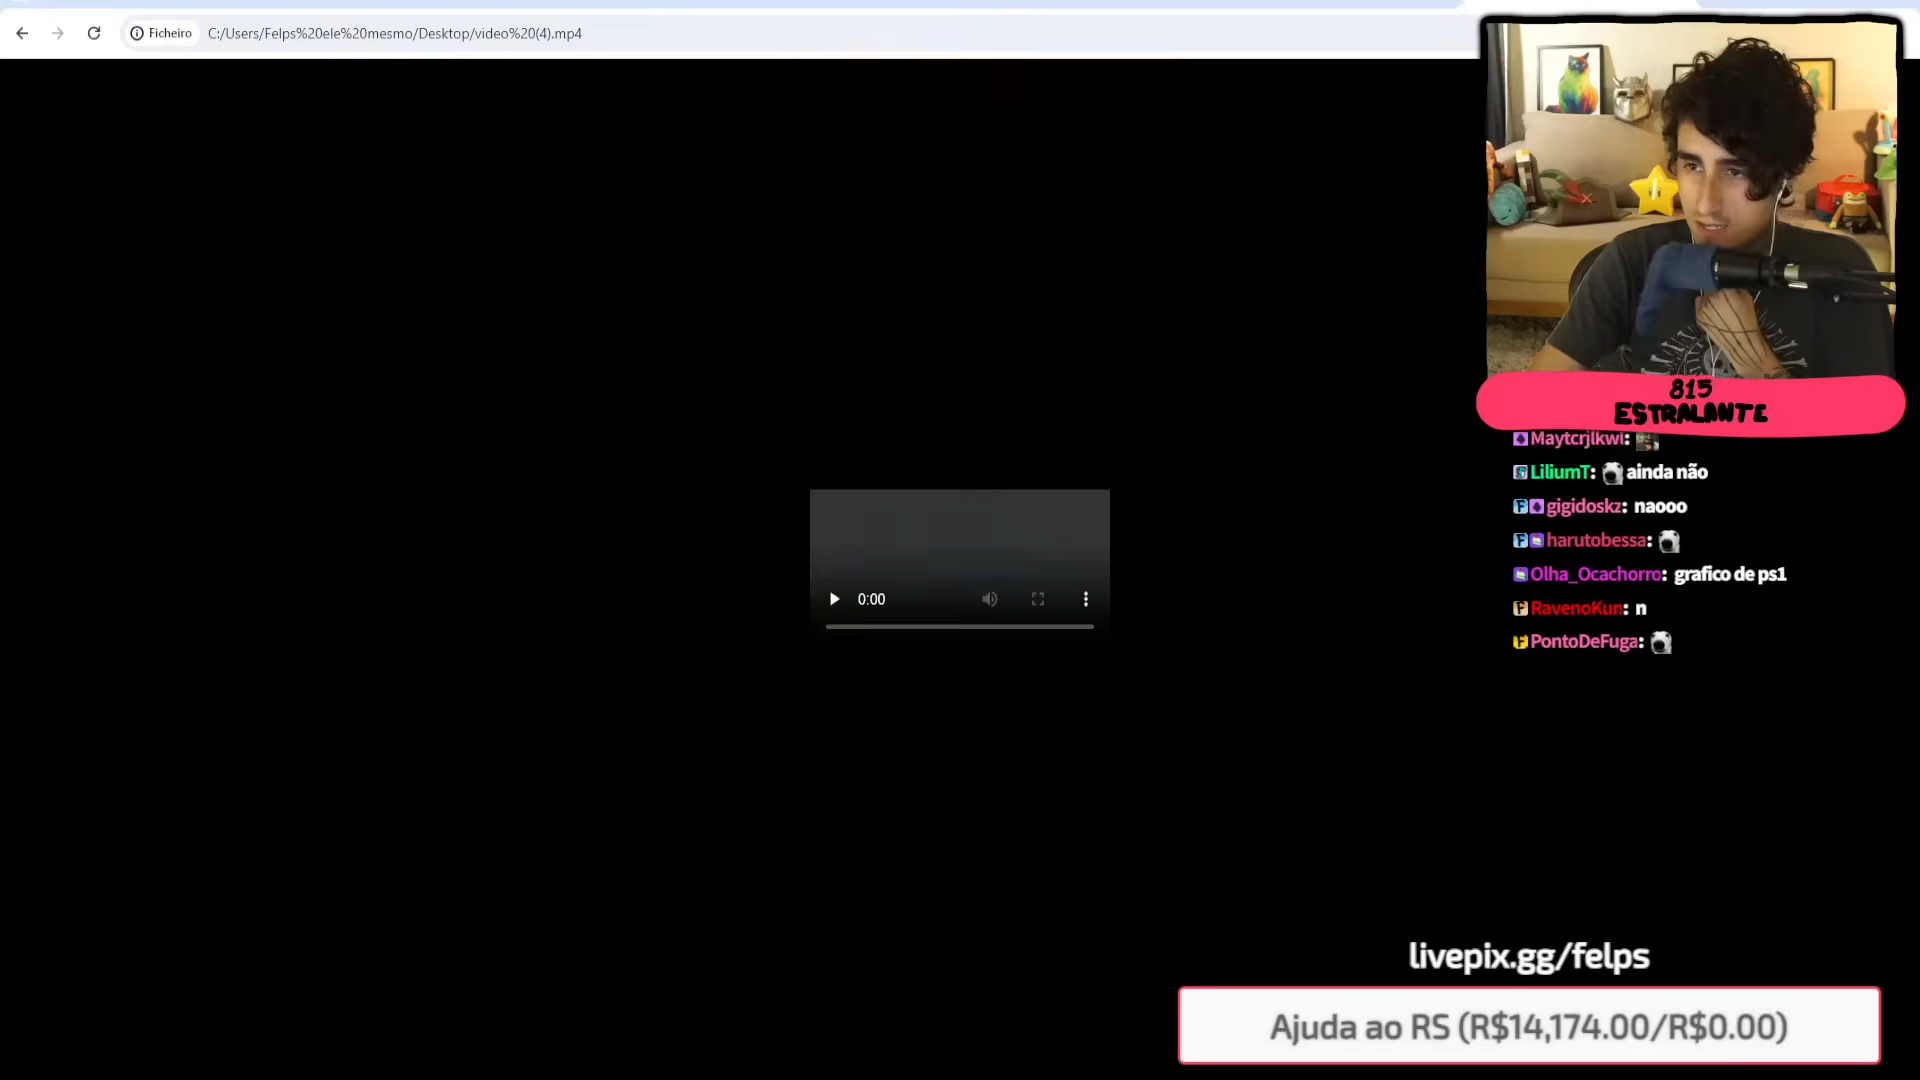 Ficheiro
C:/Users/Felps%20ele%20mesmo/Desktop/video%20(4).mp4
815
ESTRALANTE
Maytcrjlkwl:
LiliumT: ainda não
gigidoskz: naooo
harutobessa:
Olha_Ocachorro: grafico de ps1
RavenoKun: n
PontoDeFuga:
0:00
livepix.gg/felps
Ajuda ao RS (R$14,174.00/R$0.00)